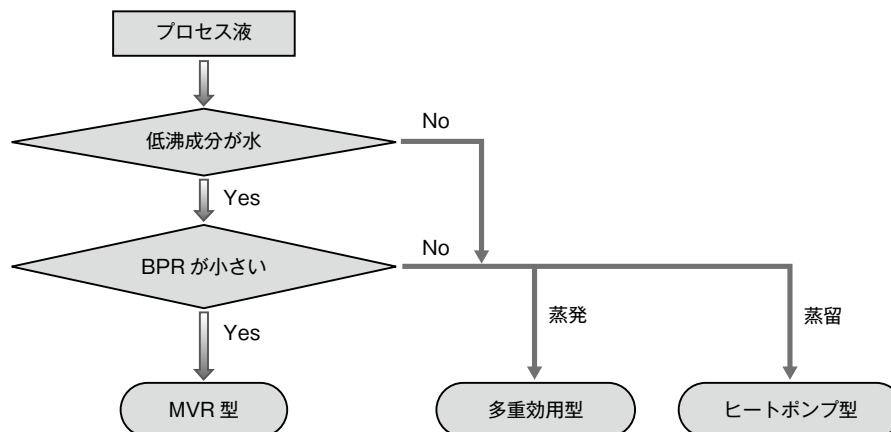 プロセス液
低沸成分が水
No
Yes
BPR が小さい
No
Yes
蒸発
蒸留
MVR 型
多重効用型
ヒートポンプ型